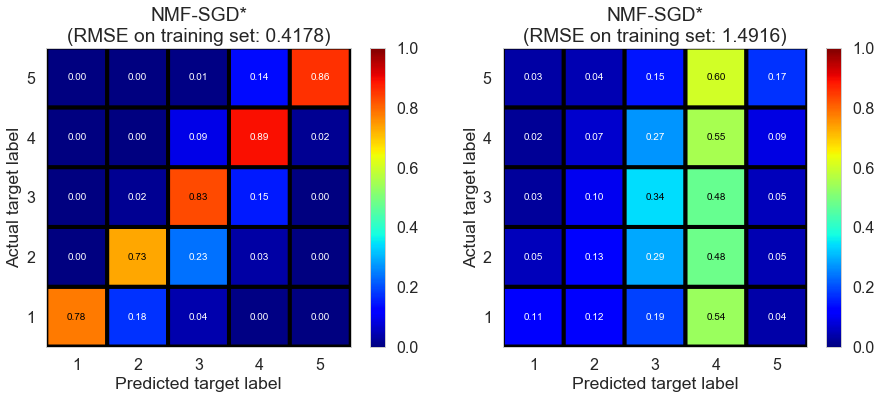 NMF-SGD*
(RMSE on training set: 0.4178)
Actual target label
5
4
3
2
1
0.00 0.00 0.01 0.14 0.86
0.00 0.00 0.09 0.89 0.02
0.00 0.02 0.83 0.15 0.00
0.00 0.73 0.23 0.03 0.00
0.78 0.18 0.04 0.00 0.00
1 2 3 4 5
Predicted target label
1.0
0.8
0.6
0.4
0.2
0.0
NMF-SGD*
(RMSE on training set: 1.4916)
Actual target label
5
4
3
2
1
0.03 0.04 0.15 0.60 0.17
0.02 0.07 0.27 0.55 0.09
0.03 0.10 0.34 0.48 0.05
0.05 0.13 0.29 0.48 0.05
0.11 0.12 0.19 0.54 0.04
1 2 3 4 5
Predicted target label
1.0
0.8
0.6
0.4
0.2
0.0